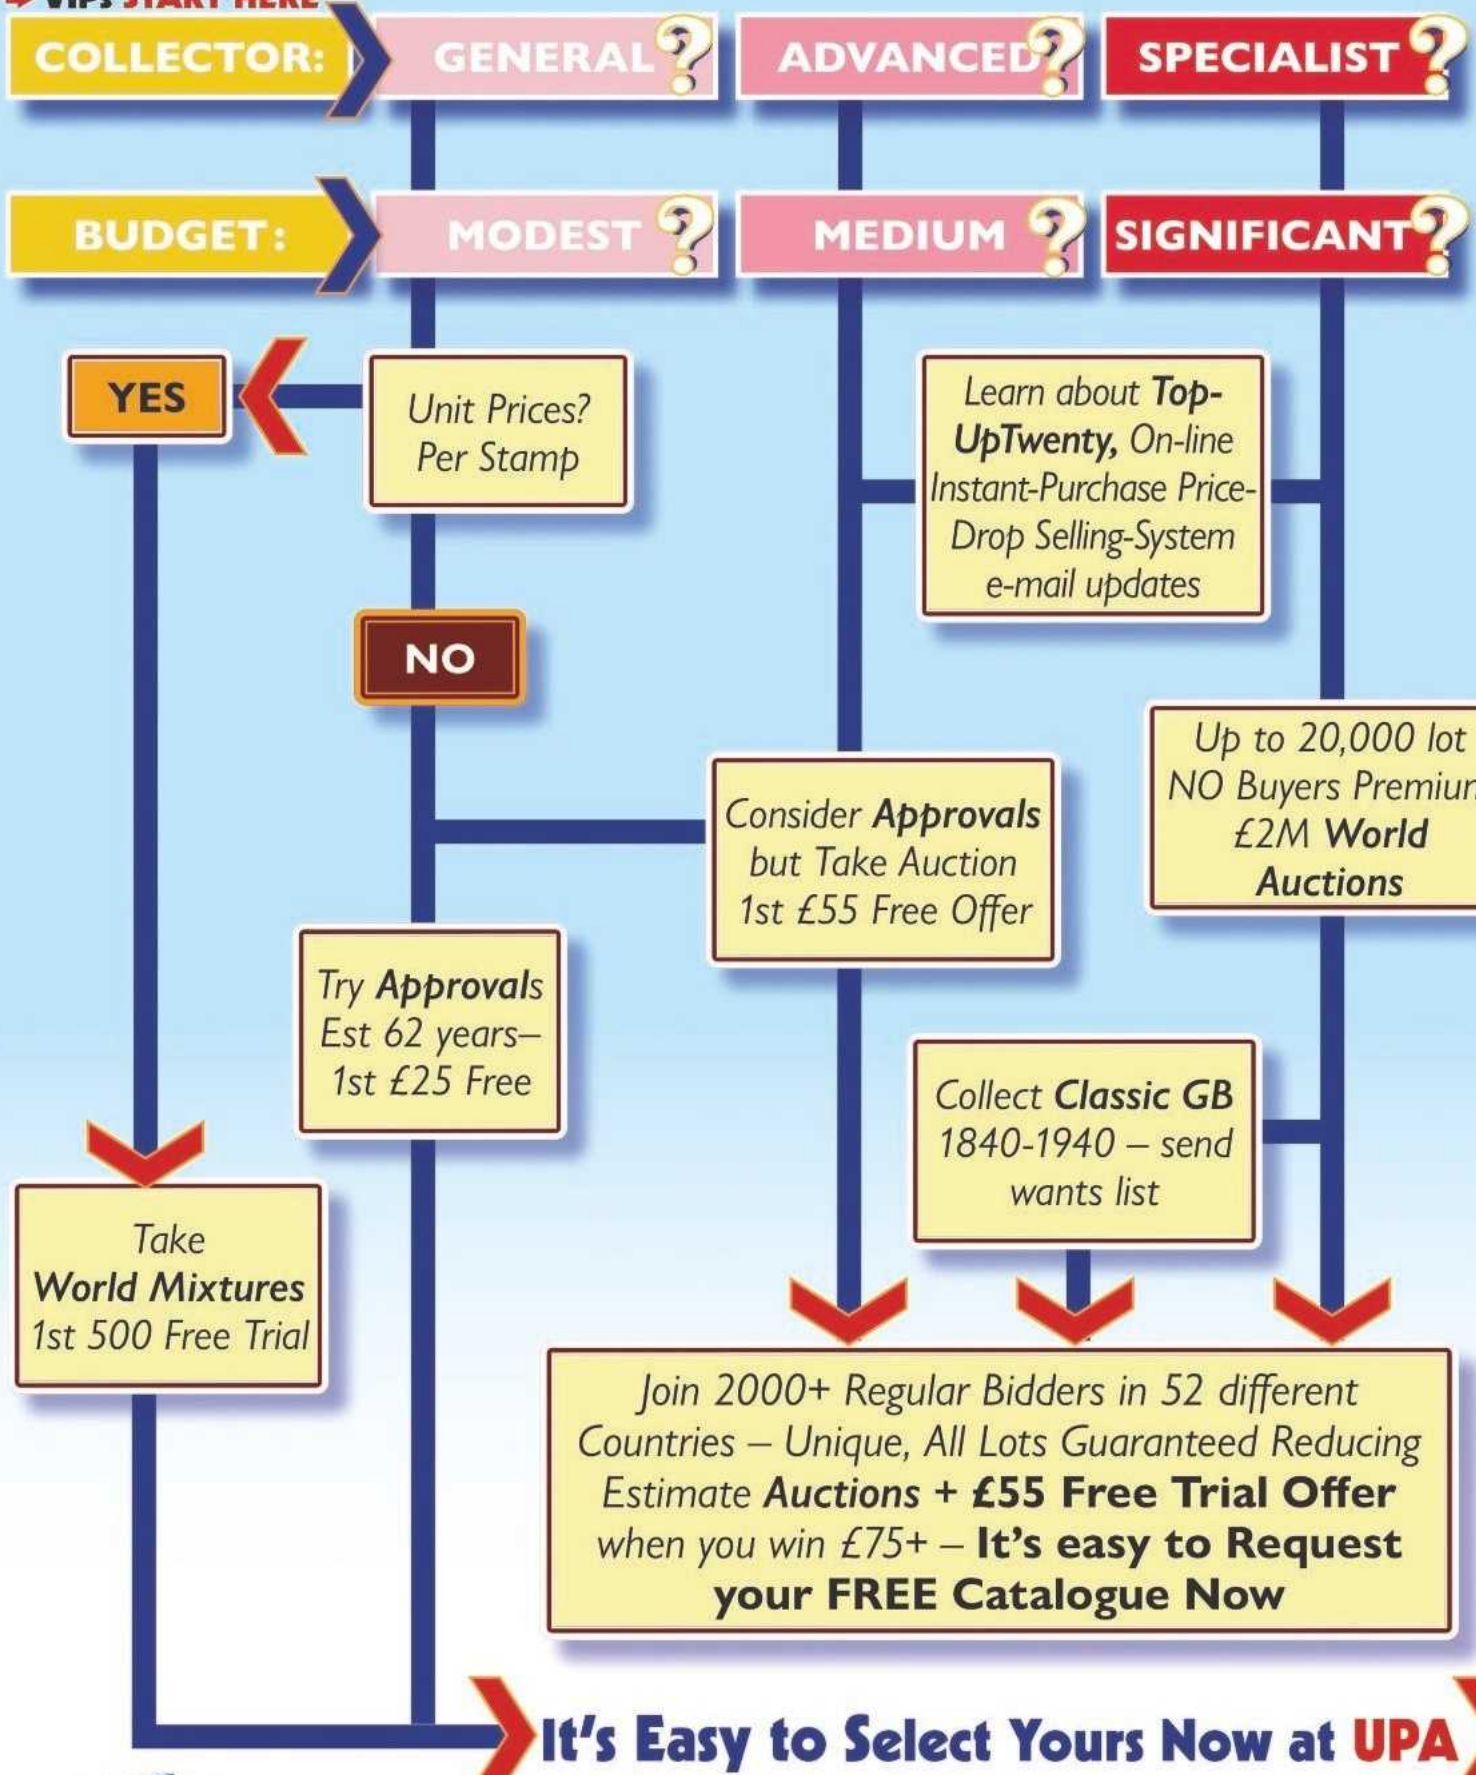 VIPs START HERE
COLLECTOR:
GENERAL ?
ADVANCED ?
SPECIALIST ?
BUDGET:
MODEST ?
MEDIUM ?
SIGNIFICANT ?
YES
Unit Prices?
Per Stamp
Learn about Top-
UpTwenty, On-line
Instant-Purchase Price-
Drop Selling-System
e-mail updates
NO
Up to 20,000 lot
NO Buyers
£2M World
Auctions
Consider Approvals
but Take Auction
1st £55 Free Offer
Try Approvals
Est 62 years–
1st £25 Free
Collect Classic GB
1840-1940 – send
wants list
Take
World Mixtures
1st 500 Free Trial
Join 2000+ Regular Bidders in 52 different
Countries – Unique, All Lots Guaranteed Reducing
Estimate Auctions + £55 Free Trial Offer
when you win £75+ – It's easy to Request
your FREE Catalogue Now
It's Easy to Select Yours Now at UPA